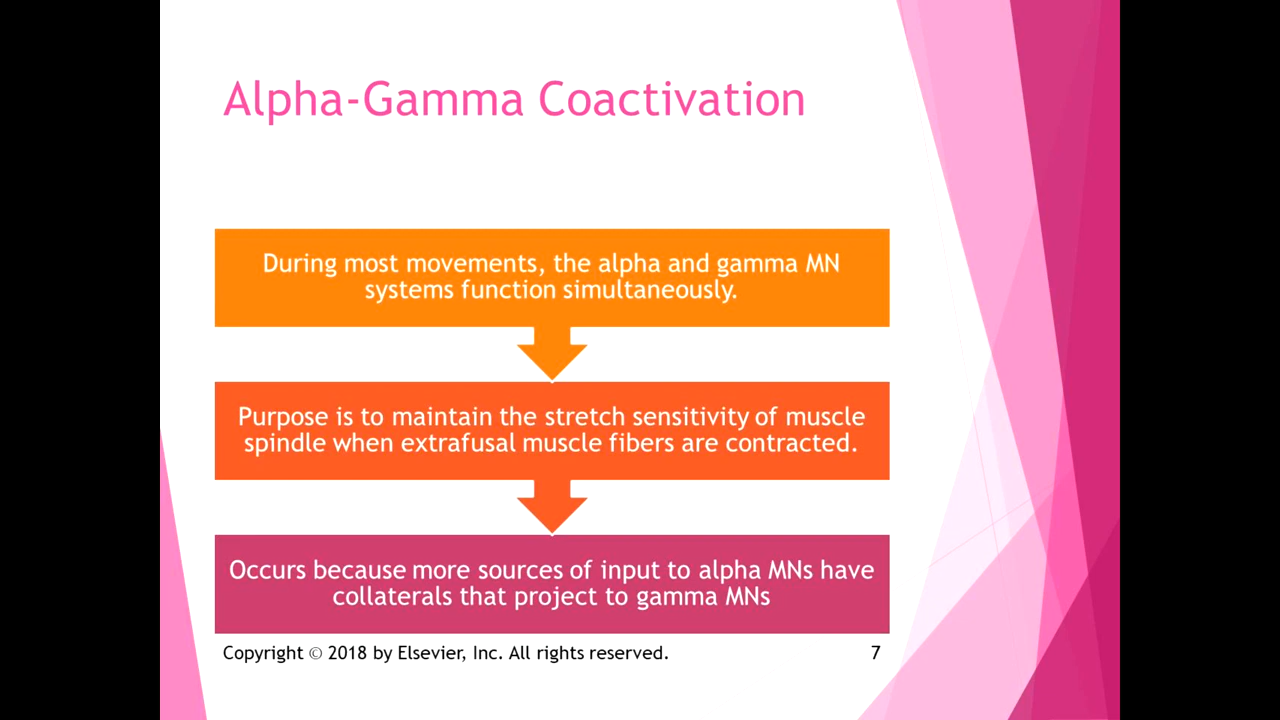 Alpha-Gamma Coactivation
During most movements, the alpha and gamma MN
systems function simultaneously.
Purpose is to maintain the stretch sensitivity of muscle
spindle when extrafusal muscle fibers are contracted.
Occurs because more sources of input to alpha MNs have
collaterals that project to gamma MNs
Copyright © 2018 by Elsevier, Inc. All rights reserved.
7